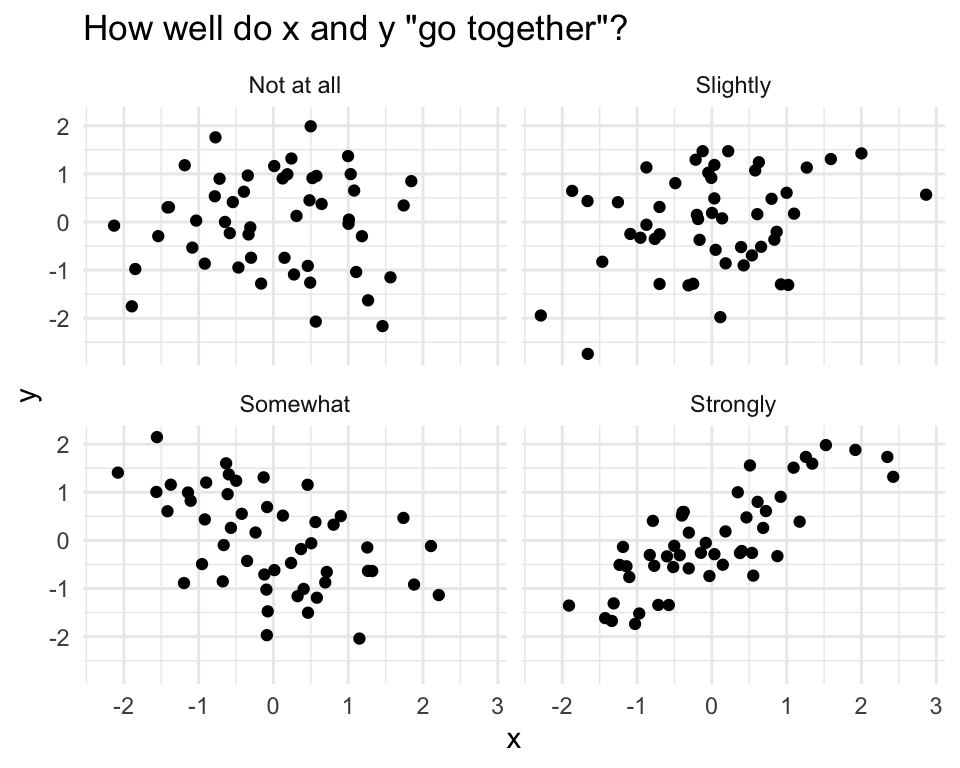 How well do x and y "go together"?
Not at all Slightly
2
1
0
-1
-2
y
Somewhat Strongly
2
1
0
-1
-2
-2 -1 0 1 2 3 -2 -1 0 1 2 3
x